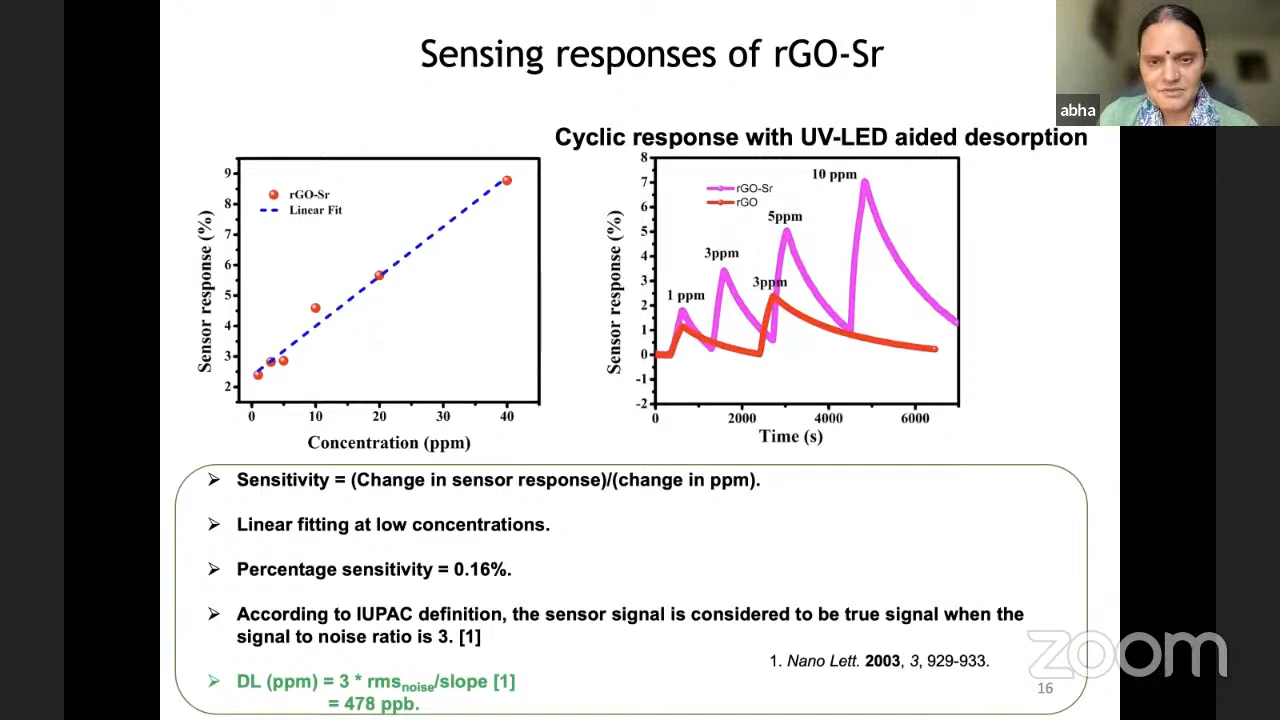 Sensing responses of rGO-Sr
abha
Cyclic response with UV-LED aided desorption
9
8
7
6
5
4
3
2
Sensor response (%)
rGO-Sr
Linear Fit
0
10
20
30
40
Concentration (ppm)
8
7
6
5
4
3
2
1
0
-1
-2
Sensor response (%)
rGO-Sr
rGO
1 ppm
3ppm
3ppm
5ppm
10 ppm
0
2000
4000
6000
Time (s)
➢ Sensitivity = (Change in sensor response)/(change in ppm).
➢ Linear fitting at low concentrations.
➢ Percentage sensitivity = 0.16%.
➢ According to IUPAC definition, the sensor signal is considered to be true signal when the
signal to noise ratio is 3. [1]
1. Nano Lett. 2003, 3, 929-933.
➢ DL (ppm) = 3 * rmsnoise/slope [1]
= 478 ppb.
zoom
16